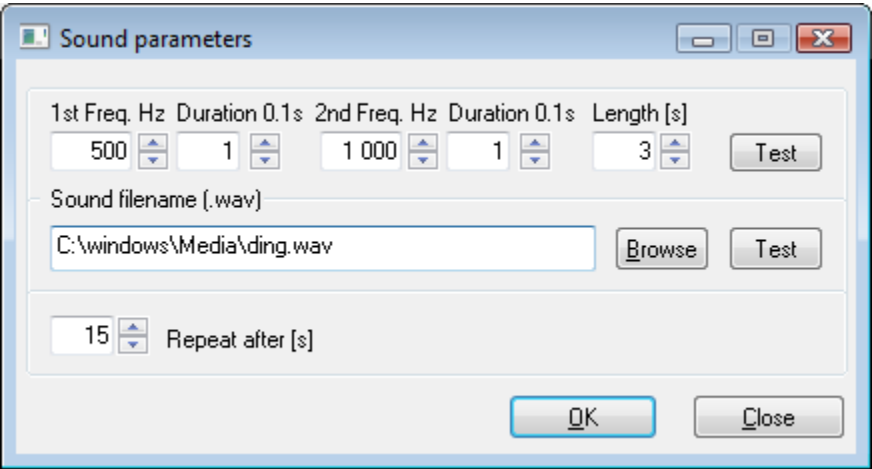 Sound parameters
1st Freq. Hz Duration 0.1s 2nd Freq. Hz Duration 0.1s Length [s]
500 1 1 000 1 3 Test
Sound filename (.wav)
C:\windows\Media\ding.wav Browse Test
15 Repeat after [s]
OK Close